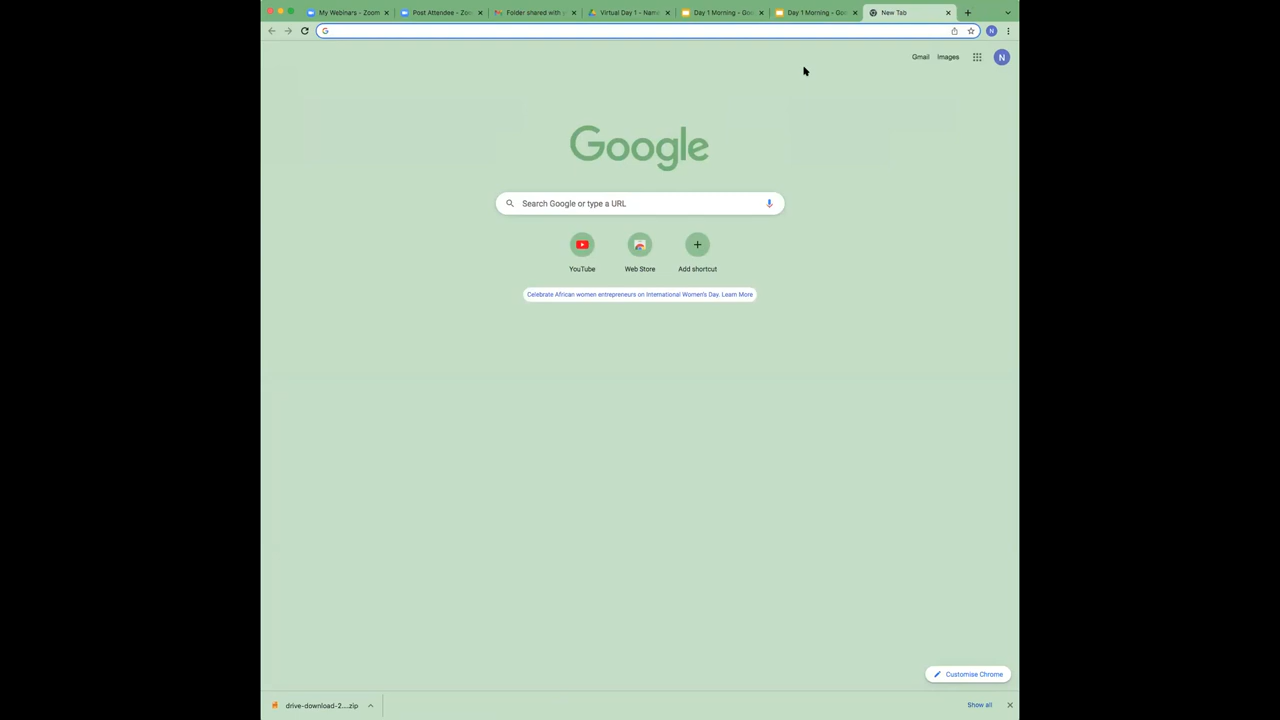 My Webinars - Zoom
Post Attendee - Zoo
Folder shared with y
Virtual Day 1 - Name
Day 1 Morning - Goo
Day 1 Morning - Goo
New Tab
N
Gmail
Images
N
Google
Search Google or type a URL
YouTube
Web Store
Add shortcut
Celebrate African women entrepreneurs on International Women's Day. Learn More
Customise Chrome
drive-download-2....zip
Show all